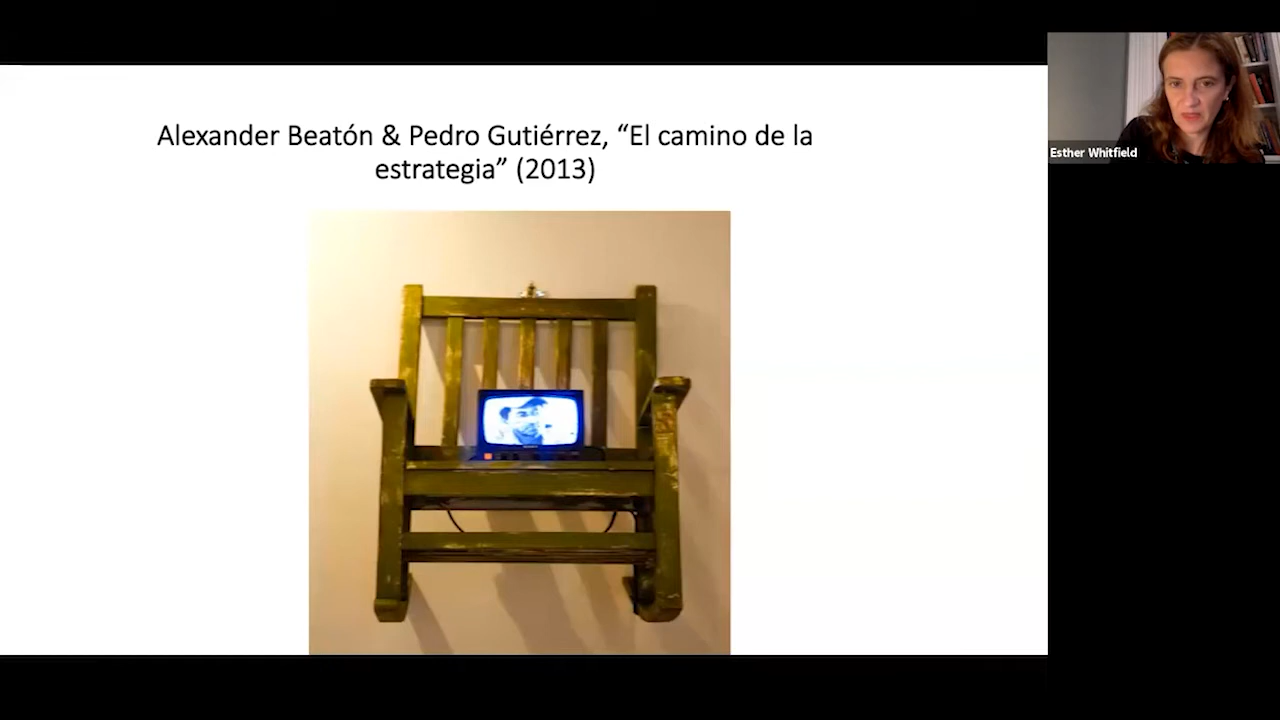 Alexander Beatón & Pedro Gutiérrez, “El camino de la
estrategia” (2013)
Esther Whitfield